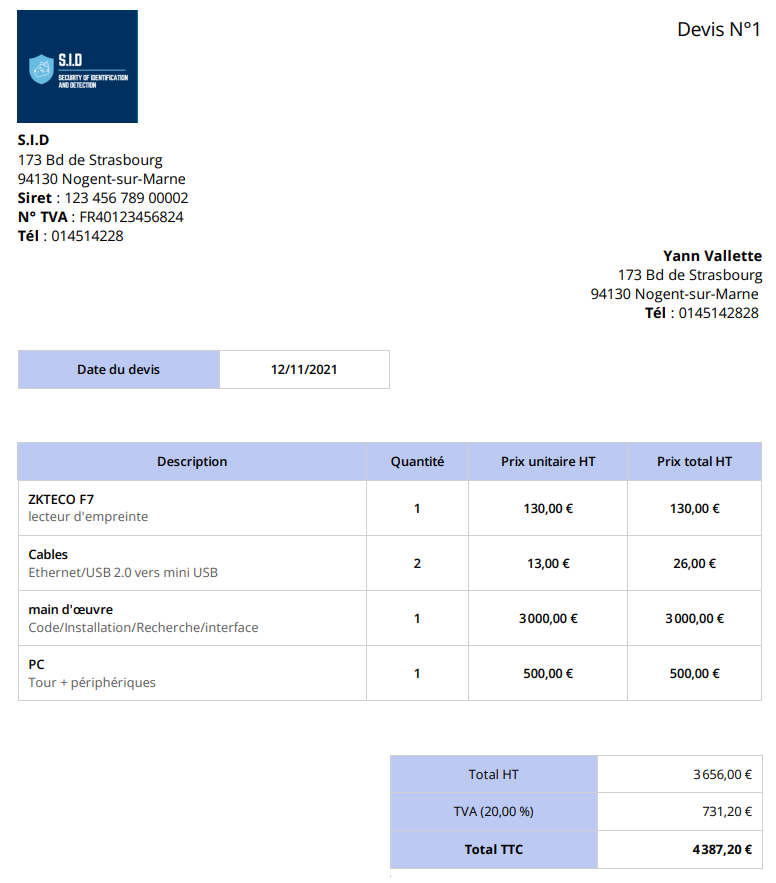 S.I.D
SECURITY OF IDENTIFICATION
AND DETECTION
Devis N°1
S.I.D
173 Bd de Strasbourg
94130 Nogent-sur-Marne
Siret : 123 456 789 00002
N° TVA : FR40123456824
Tél : 014514228
Yann Vallette
173 Bd de Strasbourg
94130 Nogent-sur-Marne
Tél : 0145142828
Date du devis 12/11/2021
Description Quantité Prix unitaire HT Prix total HT
ZKTECO F7
lecteur d'empreinte
1 130,00 € 130,00 €
Cables
Ethernet/USB 2.0 vers mini USB
2 13,00 € 26,00 €
main d'œuvre
Code/Installation/Recherche/interface
1 3 000,00 € 3 000,00 €
PC
Tour + périphériques
1 500,00 € 500,00 €
Total HT 3 656,00 €
TVA (20,00 %) 731,20 €
Total TTC 4 387,20 €